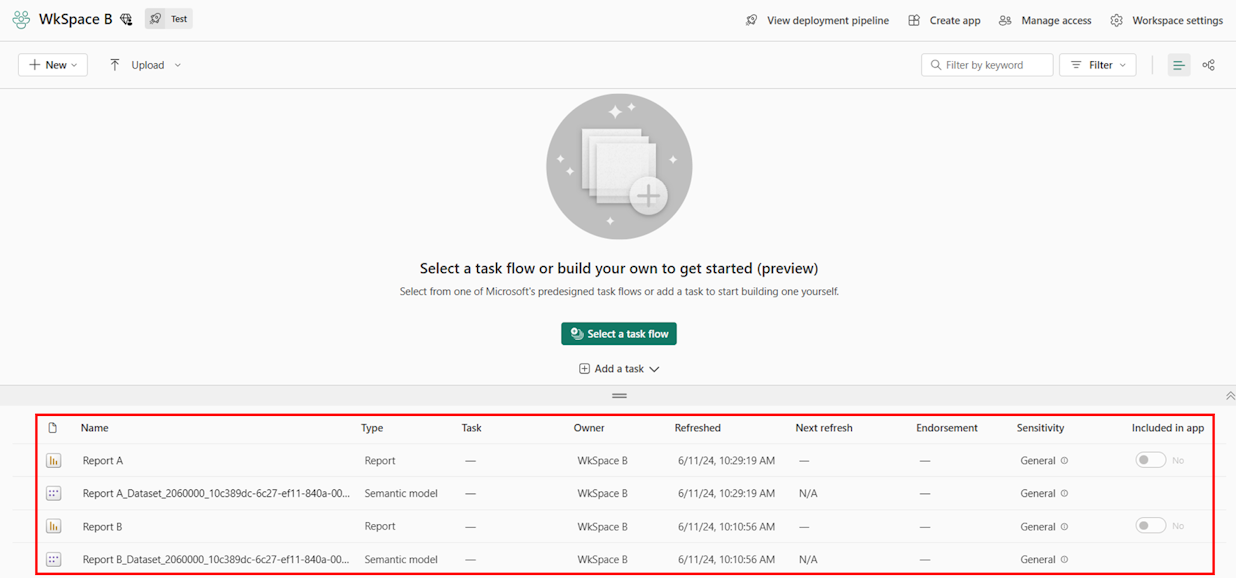 WkSpace B Test View deployment pipeline Create app Manage access Workspace settings
New Upload Filter by keyword Filter
Select a task flow or build your own to get started (preview)
Select from one of Microsoft's predesigned task flows or add a task to start building one yourself.
Select a task flow
Add a task
Name Type Task Owner Refreshed Next refresh Endorsement Sensitivity Included in app
Report A Report — WkSpace B 6/11/24, 10:29:19 AM — — General No
Report A_Dataset_2060000_10c389dc-6c27-ef11-840a-00... Semantic model — WkSpace B 6/11/24, 10:29:19 AM N/A — General
Report B Report — WkSpace B 6/11/24, 10:10:56 AM — — General No
Report B_Dataset_2060000_10c389dc-6c27-ef11-840a-00... Semantic model — WkSpace B 6/11/24, 10:10:56 AM N/A — General